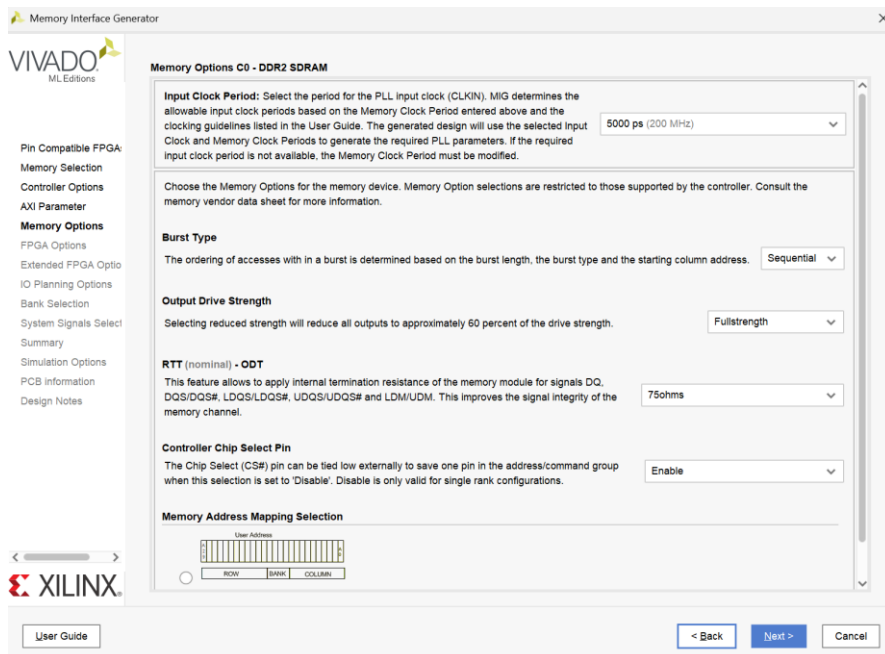 Memory Interface Generator
VIVADO
ML Editions
Pin Compatible FPGA
Memory Selection
Controller Options
AXI Parameter
Memory Options
FPGA Options
Extended FPGA Optio
IO Planning Options
Bank Selection
System Signals Select
Summary
Simulation Options
PCB Information
Design Notes
XILINX
Memory Options C0 - DDR2 SDRAM
Input Clock Period: Select the period for the PLL input clock (CLKIN). MIG determines the
allowable input clock periods based on the Memory Clock Period entered above and the
clocking guidelines listed in the User Guide. The generated design will use the selected Input
Clock and Memory Clock Periods to generate the required PLL parameters. If the required
input clock period is not available, the Memory Clock Period must be modified.
5000 ps (200 MHz)
Choose the Memory Options for the memory device. Memory Option selections are restricted to those supported by the controller. Consult the
memory vendor data sheet for more information.
Burst Type
The ordering of accesses with in a burst is determined based on the burst length, the burst type and the starting column address.
Sequential
Output Drive Strength
Selecting reduced strength will reduce all outputs to approximately 60 percent of the drive strength.
Fullstrength
RTT (nominal) - ODT
This feature allows to apply internal termination resistance of the memory module for signals DQ,
DQS/DQS#, LDQS/LDQS#, UDQS/UDQS# and LDM/UDM. This improves the signal integrity of the
memory channel.
75ohms
Controller Chip Select Pin
The Chip Select (CS#) pin can be tied low externally to save one pin in the address/command group
when this selection is set to 'Disable'. Disable is only valid for single rank configurations.
Enable
Memory Address Mapping Selection
User Address
ROW BANK COLUMN
User Guide
< Back
Next >
Cancel